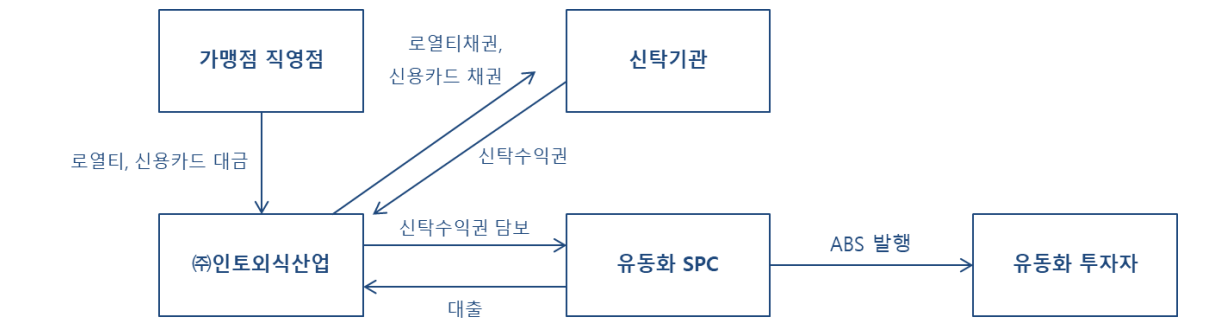 가맹점 직영점
로열티채권,
신용카드 채권
신탁기관
로열티, 신용카드 대금
신탁수익권
㈜인토외식산업
신탁수익권 담보
대출
유동화 SPC
ABS 발행
유동화 투자자